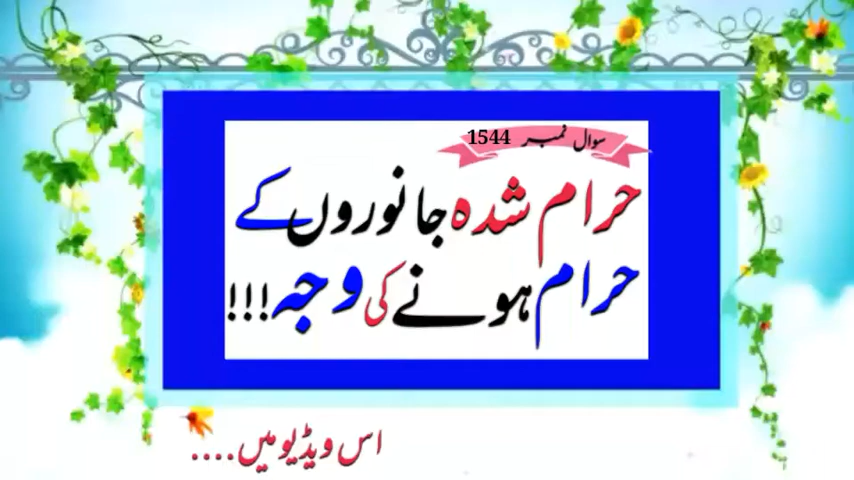 سوال نمبر 1544
حرام شدہ جانوروں کے
حرام ہونے کی وجہ!!!
اس ویڈیو میں....